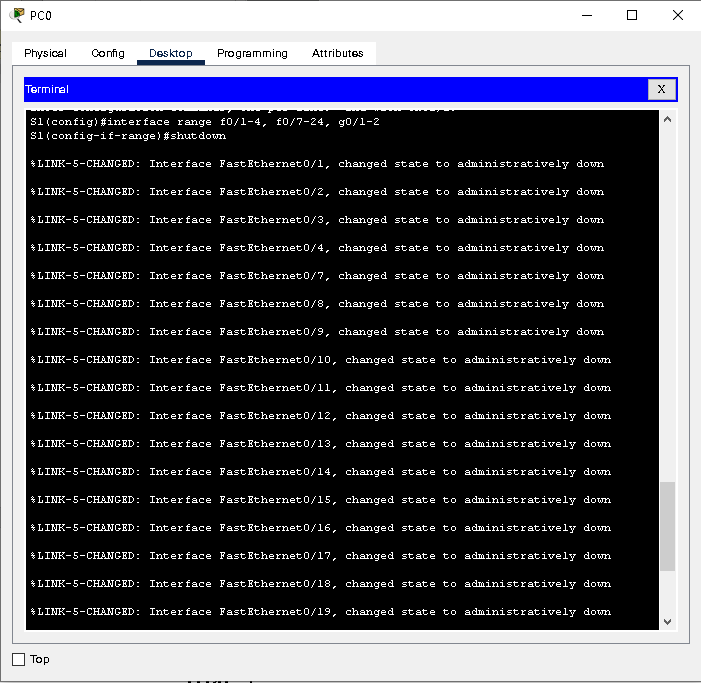 PC0
Physical Config Desktop Programming Attributes
Terminal
X
S1(config)#interface range f0/1-4, f0/7-24, g0/1-2
S1(config-if-range)#shutdown
%LINK-5-CHANGED: Interface FastEthernet0/1, changed state to administratively down
%LINK-5-CHANGED: Interface FastEthernet0/2, changed state to administratively down
%LINK-5-CHANGED: Interface FastEthernet0/3, changed state to administratively down
%LINK-5-CHANGED: Interface FastEthernet0/4, changed state to administratively down
%LINK-5-CHANGED: Interface FastEthernet0/7, changed state to administratively down
%LINK-5-CHANGED: Interface FastEthernet0/8, changed state to administratively down
%LINK-5-CHANGED: Interface FastEthernet0/9, changed state to administratively down
%LINK-5-CHANGED: Interface FastEthernet0/10, changed state to administratively down
%LINK-5-CHANGED: Interface FastEthernet0/11, changed state to administratively down
%LINK-5-CHANGED: Interface FastEthernet0/12, changed state to administratively down
%LINK-5-CHANGED: Interface FastEthernet0/13, changed state to administratively down
%LINK-5-CHANGED: Interface FastEthernet0/14, changed state to administratively down
%LINK-5-CHANGED: Interface FastEthernet0/15, changed state to administratively down
%LINK-5-CHANGED: Interface FastEthernet0/16, changed state to administratively down
%LINK-5-CHANGED: Interface FastEthernet0/17, changed state to administratively down
%LINK-5-CHANGED: Interface FastEthernet0/18, changed state to administratively down
%LINK-5-CHANGED: Interface FastEthernet0/19, changed state to administratively down
Top